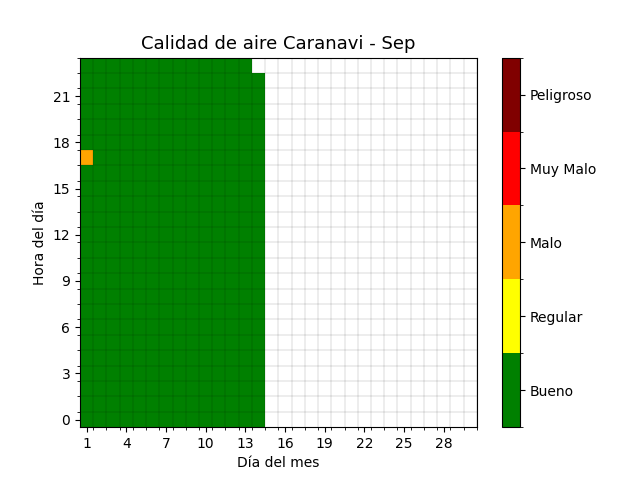 Calidad de aire Caranavi - Sep
21
18
15
12
9
6
3
0
Hora del día
1 4 7 10 13 16 19 22 25 28
Día del mes
Peligroso
Muy Malo
Malo
Regular
Bueno